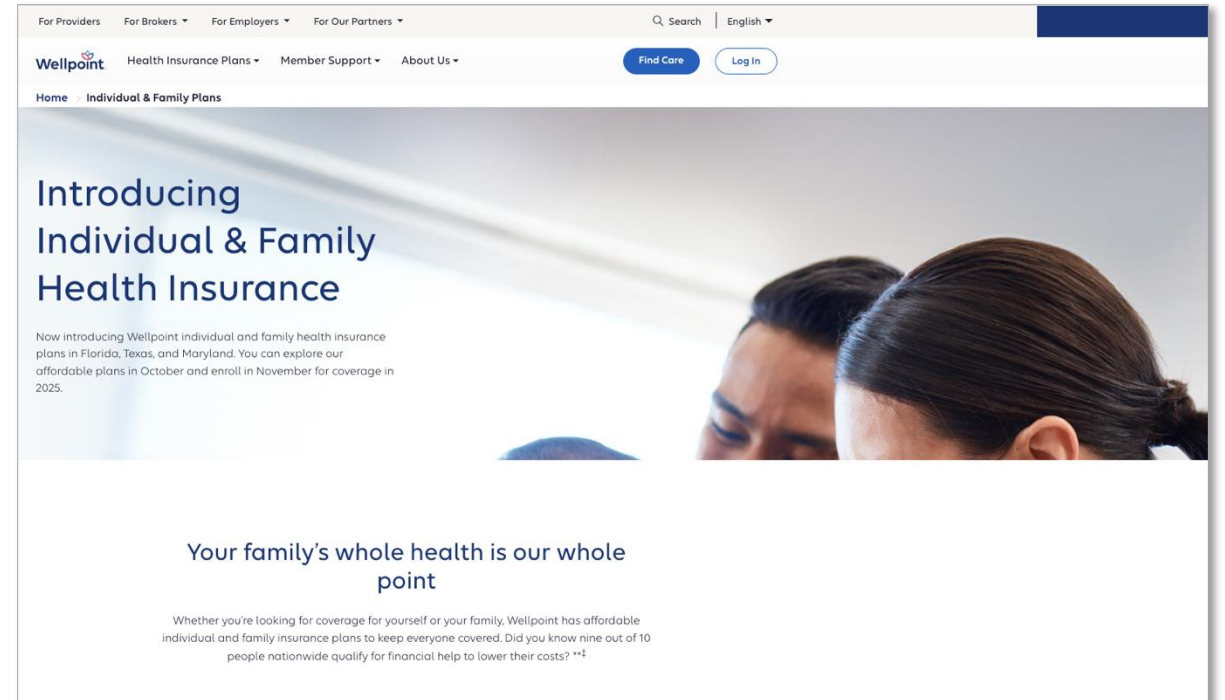 For Providers For Brokers For Employers For Our Partners Search English
Wellpoint Health Insurance Plans Member Support About Us Find Care Log In
Home > Individual & Family Plans
Introducing
Individual & Family
Health Insurance
Now introducing Wellpoint individual and family health insurance
plans in Florida, Texas, and Maryland. You can explore our
affordable plans in October and enroll in November for coverage in
2025.
Your family's whole health is our whole
point
Whether you're looking for coverage for yourself or your family, Wellpoint has affordable
individual and family insurance plans to keep everyone covered. Did you know nine out of 10
people nationwide qualify for financial help to lower their costs? **‡